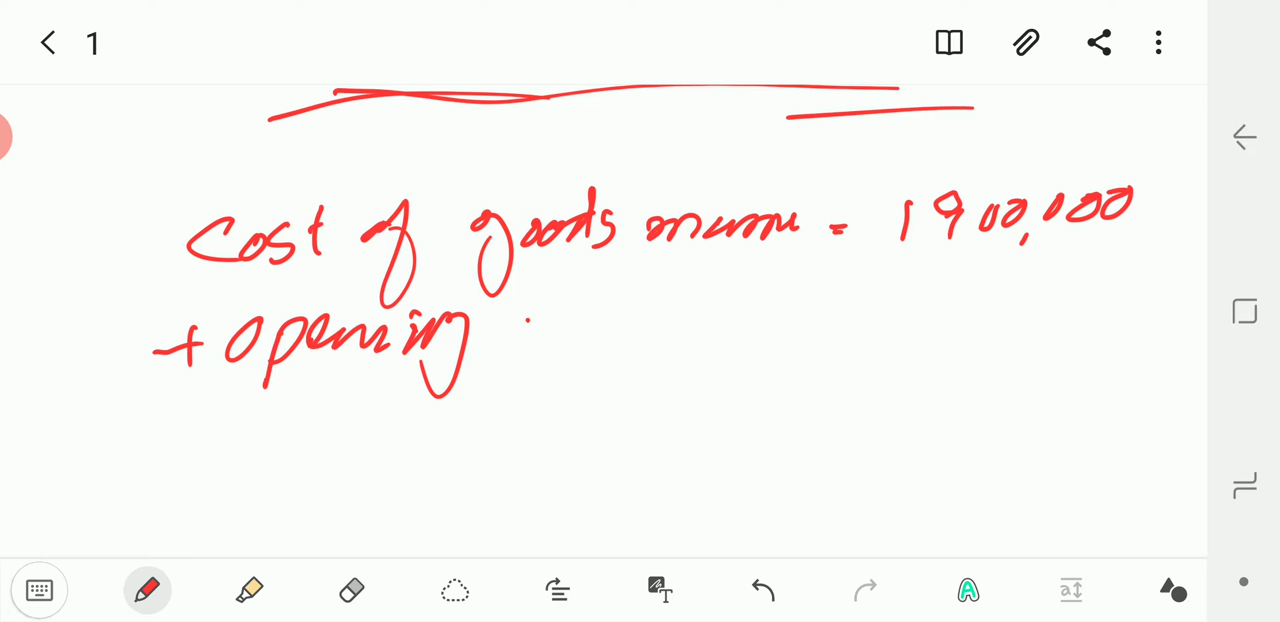 1
Cost of goods = 1900,000
+ Opening